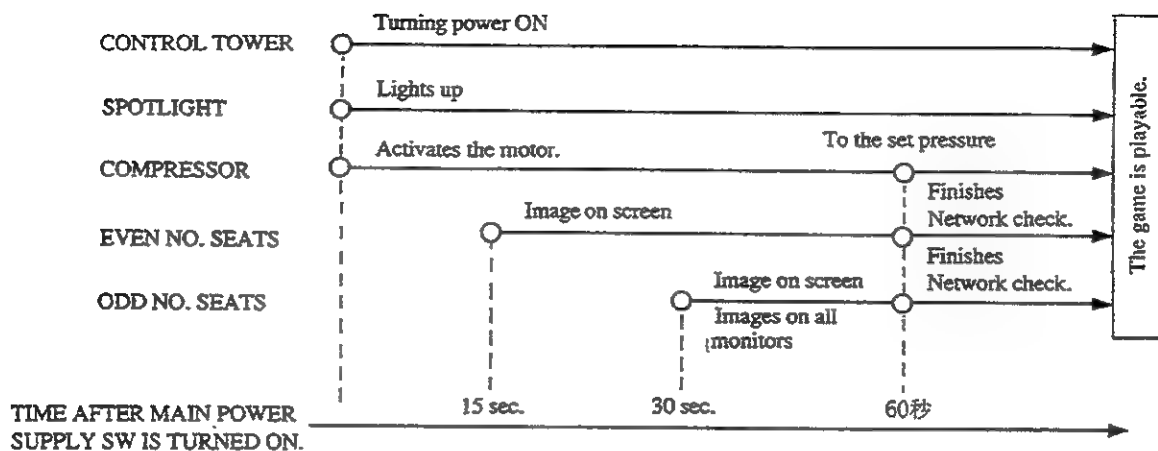 Turning power ON
CONTROL TOWER
Lights up
SPOTLIGHT
To the set pressure
Activates the motor.
COMPRESSOR
Finishes
Network check.
Image on screen
EVEN NO. SEATS
Finishes
Network check.
Image on screen
ODD NO. SEATS
Images on all
monitors
The game is playable.
15 sec.
30 sec.
60秒
TIME AFTER MAIN POWER
SUPPLY SW IS TURNED ON.